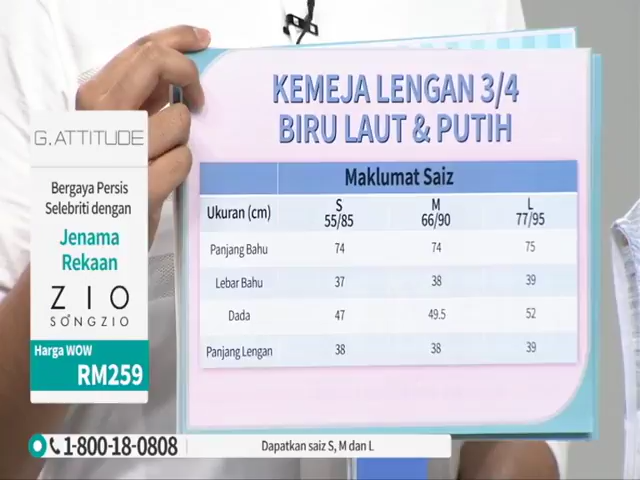 KEMEJA LENGAN 3/4
BIRU LAUT & PUTIH
Maklumat Saiz
Ukuran (cm) S 55/85 M 66/90 L 77/95
Panjang Bahu 74 74 75
Lebar Bahu 37 38 39
Dada 47 49.5 52
Panjang Lengan 38 38 39
G.ATTITUDE
Bergaya Persis
Selebriti dengan
Jenama
Rekaan
ZIO
SONGZIO
Harga WOW
RM259
1-800-18-0808
Dapatkan saiz S, M dan L